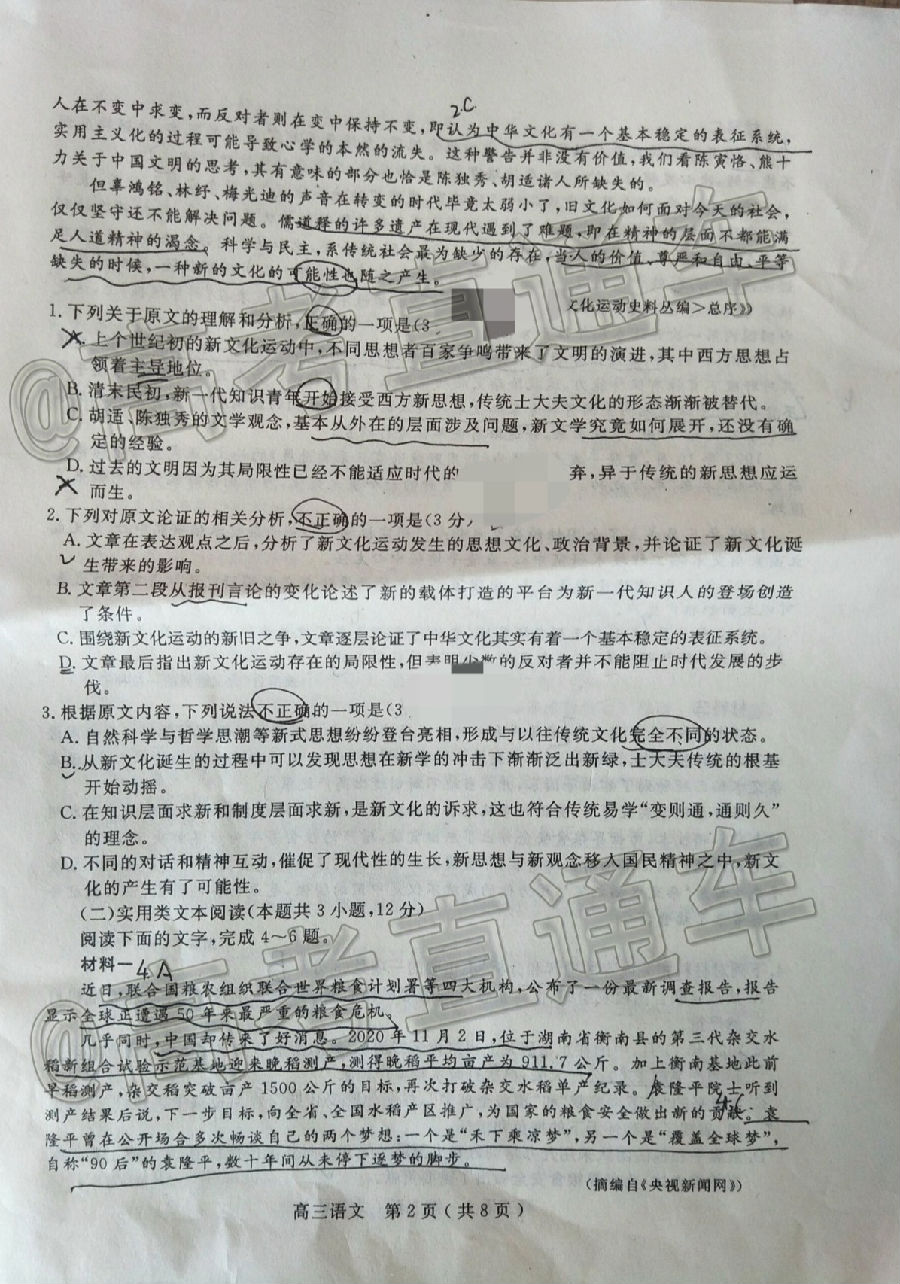 人在不变中求变，而反对者则在变中保持不变，即认为中华文化有一个基本稳定的表征系统，
2C
实用主义化的过程可能导致心学的本然的流失。这种警告并非没有价值，我们看陈寅恪、熊十
力关于中国文明的思考，其有意味的部分也恰是陈独秀、胡适诸人所缺失的。
但辜鸿铭、林纾、梅光迪的声音在转变的时代毕竟太弱小了，旧文化如何面对今天的社会，
仅仅坚守还不能解决问题。儒道释的许多遗产在现代遇到了难题，即在精神的层面不都能满
足人道精神的渴念。科学与民主，系传统社会最为缺少的存在，当人的价值、尊严和自由、平等
缺失的时候，一种新的文化的可能性也随之产生。
化运动史料丛编>总序》)
1. 下列关于原文的理解和分析，正确的一项是(3
A. 上个世纪初的新文化运动中，不同思想者百家争鸣带来了文明的演进，其中西方思想占
领着主导地位。
B. 清末民初，新一代知识青年开始接受西方新思想，传统士大夫文化的形态渐渐被替代。
C. 胡适、陈独秀的文学观念，基本从外在的层面涉及问题，新文学究竟如何展开，还没有确
定的经验。
D. 过去的文明因为其局限性已经不能适应时代的 弃，异于传统的新思想应运
而生。
2. 下列对原文论证的相关分析，不正确的一项是(3分)
A. 文章在表达观点之后，分析了新文化运动发生的思想文化、政治背景，并论证了新文化诞
生带来的影响。
B. 文章第二段从报刊言论的变化论述了新的载体打造的平台为新一代知识人的登场创造
了条件。
C. 围绕新文化运动的新旧之争，文章逐层论证了中华文化其实有着一个基本稳定的表征系统。
D. 文章最后指出新文化运动存在的局限性，但表明少数的反对者并不能阻止时代发展的步
伐。
3. 根据原文内容，下列说法不正确的一项是(3
A. 自然科学与哲学思潮等新式思想纷纷登台亮相，形成与以往传统文化完全不同的状态。
B. 从新文化诞生的过程中可以发现思想在新学的冲击下渐渐泛出新绿，士大夫传统的根基
开始动摇。
C. 在知识层面求新和制度层面求新，是新文化的诉求，这也符合传统易学“变则通，通则久”
的理念。
D. 不同的对话和精神互动，催促了现代性的生长，新思想与新观念移入国民精神之中，新文
化的产生有了可能性。
(二)实用类文本阅读(本题共3小题，12分)
阅读下面的文字，完成4～6题。
材料一
4A
近日，联合国粮农组织联合世界粮食计划署等四大机构，公布了一份最新调查报告，报告
显示全球正遭遇50年来最严重的粮食危机。
几乎同时，中国却传来了好消息。2020年11月2日，位于湖南省衡南县的第三代杂交水
稻新组合试验示范基地迎来晚稻测产，测得晚稻平均亩产为911.7公斤。加上衡南基地此前
早稻测产，杂交稻突破亩产1500公斤的目标，再次打破杂交水稻单产纪录。袁隆平院士听到
测产结果后说，下一步目标，向全省、全国水稻产区推广，为国家的粮食安全做出新的贡献。袁
4C
隆平曾在公开场合多次畅谈自己的两个梦想：一个是“禾下乘凉梦”，另一个是“覆盖全球梦”，
自称“90后”的袁隆平，数十年间从未停下逐梦的脚步。
(摘编自《央视新闻网》)
高三语文 第2页(共8页)
@高考直通车
@高考直通车